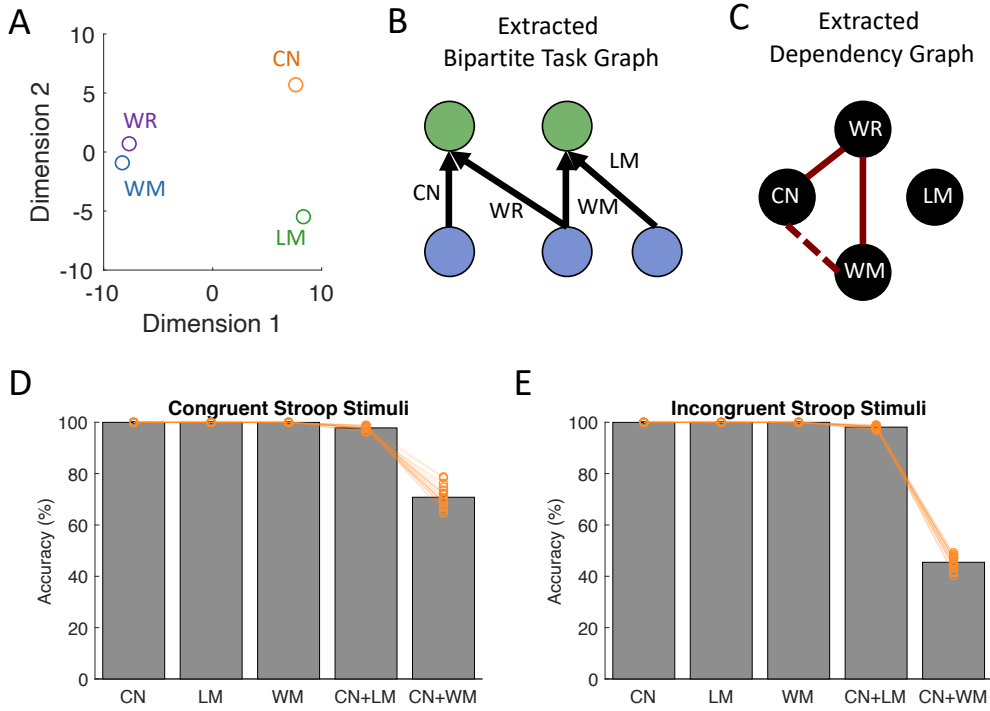 A
10
5
0
-5
-10
-10
0
10
Dimension 2
Dimension 1
CN
WR
WM
LM
B
Extracted
Bipartite Task Graph
CN
WR
WM
LM
C
Extracted
Dependency Graph
WR
CN
LM
WM
D
Congruent Stroop Stimuli
Accuracy (%)
100
80
60
40
20
0
CN LM WM CN+LM CN+WM
E
Incongruent Stroop Stimuli
Accuracy (%)
100
80
60
40
20
0
CN LM WM CN+LM CN+WM